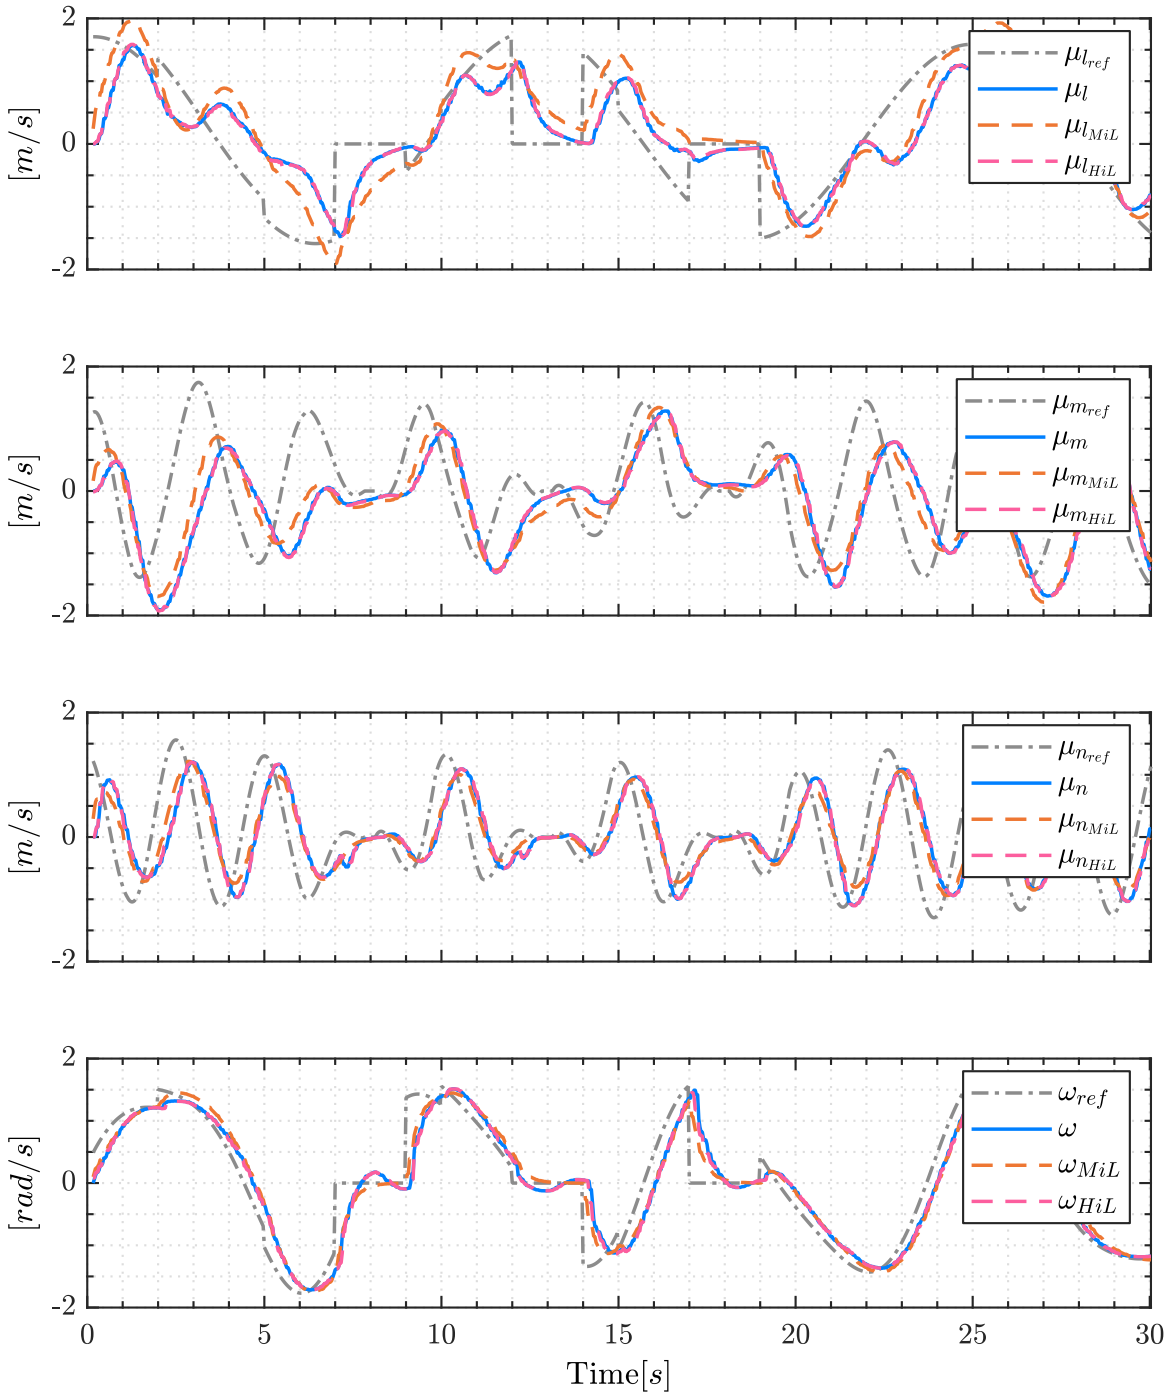 2
0
-2
[m/s]
μ_{l_{ref}}
μ_l
μ_{l_{MiL}}
μ_{l_{HiL}}
2
0
-2
[m/s]
μ_{m_{ref}}
μ_m
μ_{m_{MiL}}
μ_{m_{HiL}}
2
0
-2
[m/s]
μ_{n_{ref}}
μ_n
μ_{n_{MiL}}
μ_{n_{HiL}}
2
0
-2
[rad/s]
ω_{ref}
ω
ω_{MiL}
ω_{HiL}
0 5 10 15 20 25 30
Time[s]